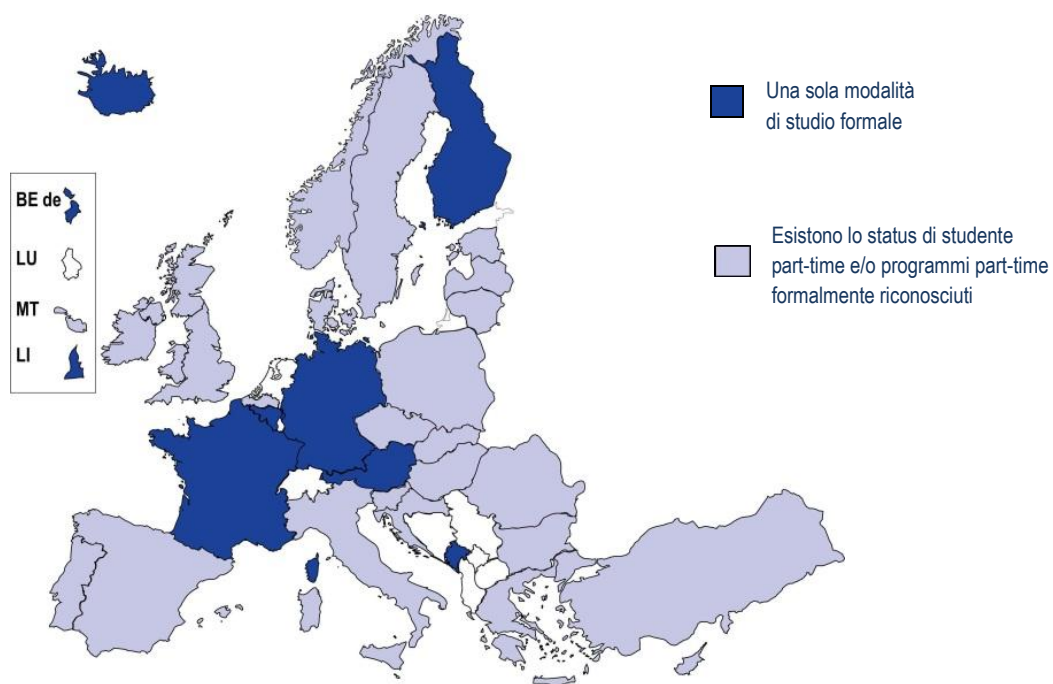 Una sola modalità
di studio formale
BE de
LU
MT
LI
Esistono lo status di studente
part-time e/o programmi part-time
formalmente riconosciuti